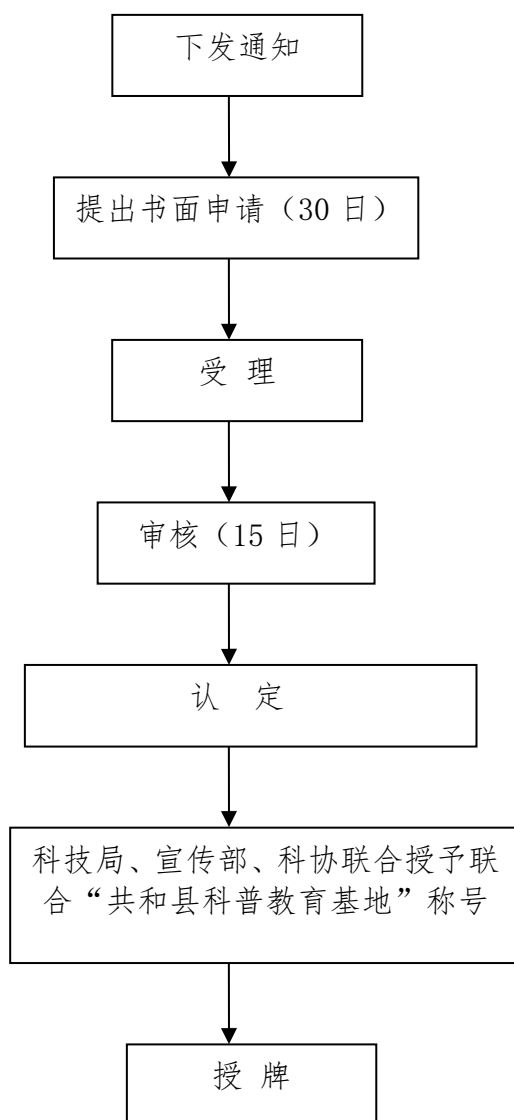 下发通知
提出书面申请（30 日）
受 理
审核（15 日）
认 定
科技局、宣传部、科协联合授予联
合“共和县科普教育基地”称号
授 牌